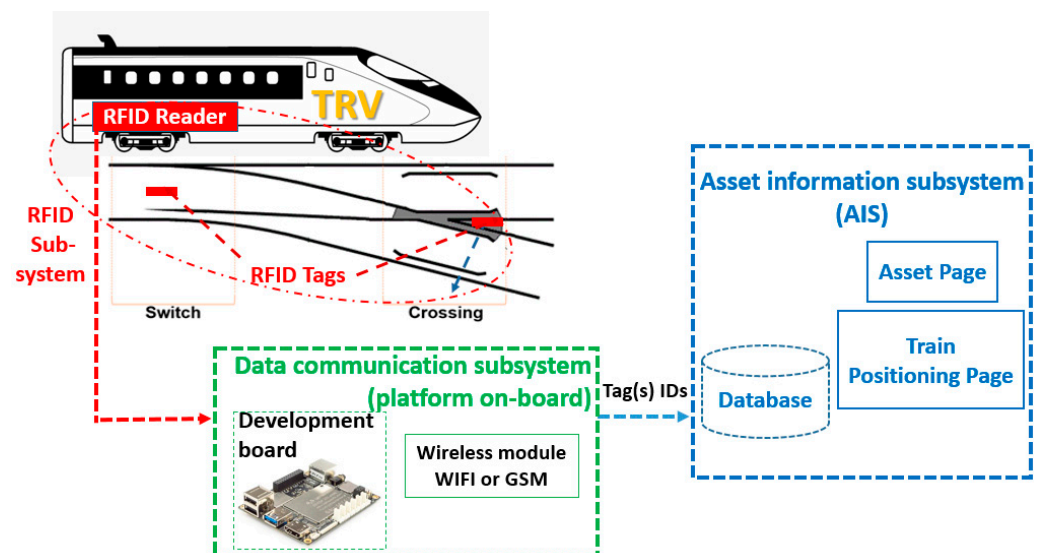 TRV
RFID Reader
RFID
Sub-
system
RFID Tags
Switch
Crossing
Data communication subsystem
(platform on-board)
Development
board
Wireless module
WIFI or GSM
Tag(s) IDs
Asset information subsystem
(AIS)
Asset Page
Train
Positioning Page
Database